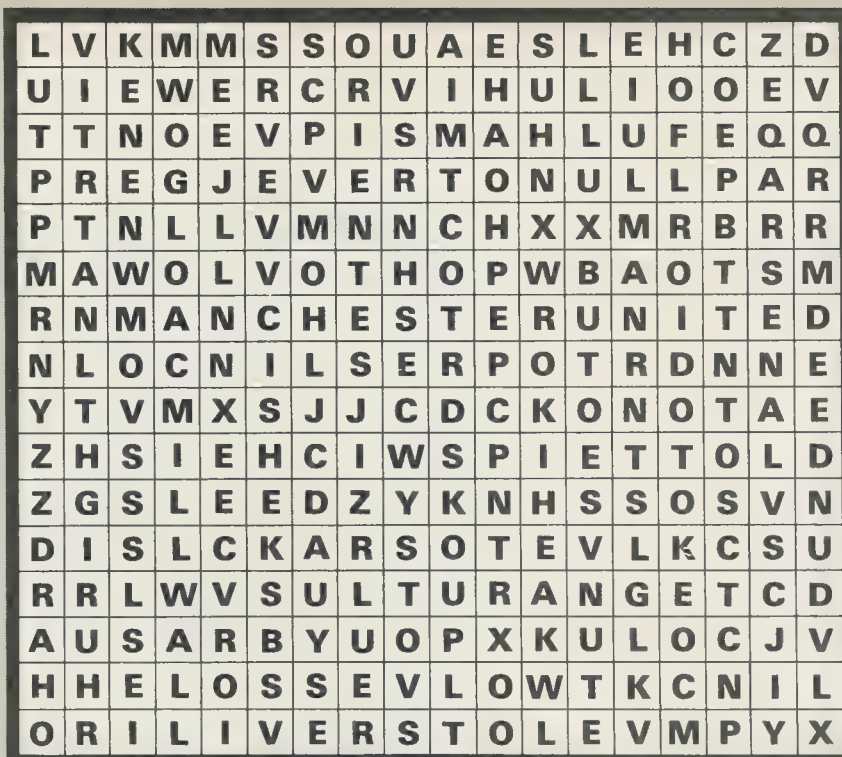 L V K M M S S O U A E S L E H C Z D
U I E W E R C R V I H U L I O O E V
T T N O E V P I S M A H L U F E Q Q
P R E G J E V E R T O N U L L P A R
P T N L L V M N N C H X X M R B R R
M A W O L V O T H O P W B A O T S M
R N M A N C H E S T E R U N I T E D
N L O C N I L S E R P O T R D N N E
Y T V M X S J J C D C K O N O T A E
Z H S I E H C I W S P I E T T O L D
Z G S L E E D Z Y K N H S S O S V N
D I S L C K A R S O T E V L K C S U
R R L W V S U L T U R A N G E T C D
A U S A R B Y U O P X K U L O C J V
H H E L O S S E V L O W T K C N I L
O R I L I V E R S T O L E V M P Y X